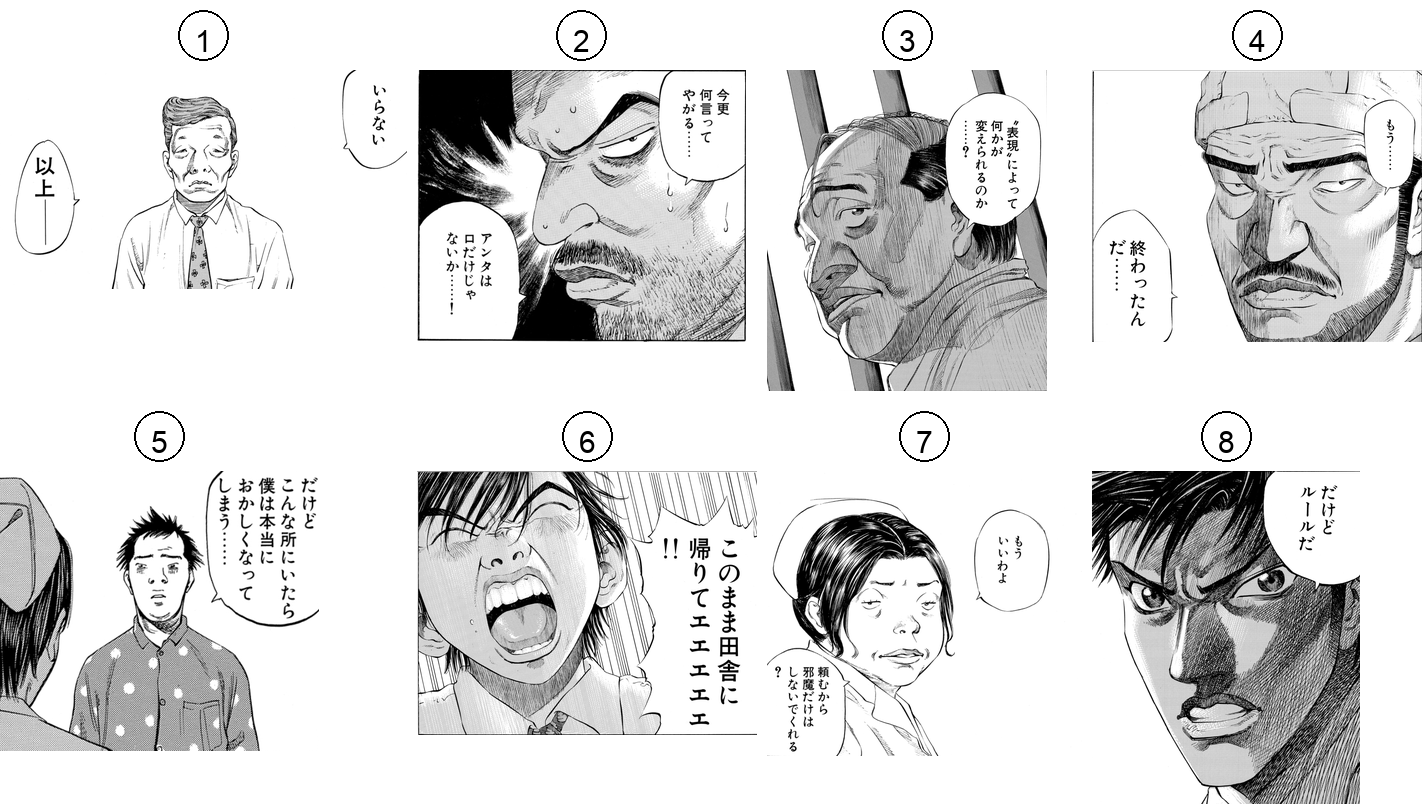 1
いらない
以上――
2
今更
何言って
やがる……
アンタは
口だけじゃ
ないか……!
3
"表現"によって
何かが
変えられるのか
……?
4
もう……
終わったん
だ……
5
だけど
こんな所にいたら
僕は本当に
おかしくなって
しまう……
6
このまま田舎に
帰りてエエエエエ
!!
7
もう
いいわよ
頼むから
邪魔だけは
しないでくれる
?
8
だけど
ルールだ